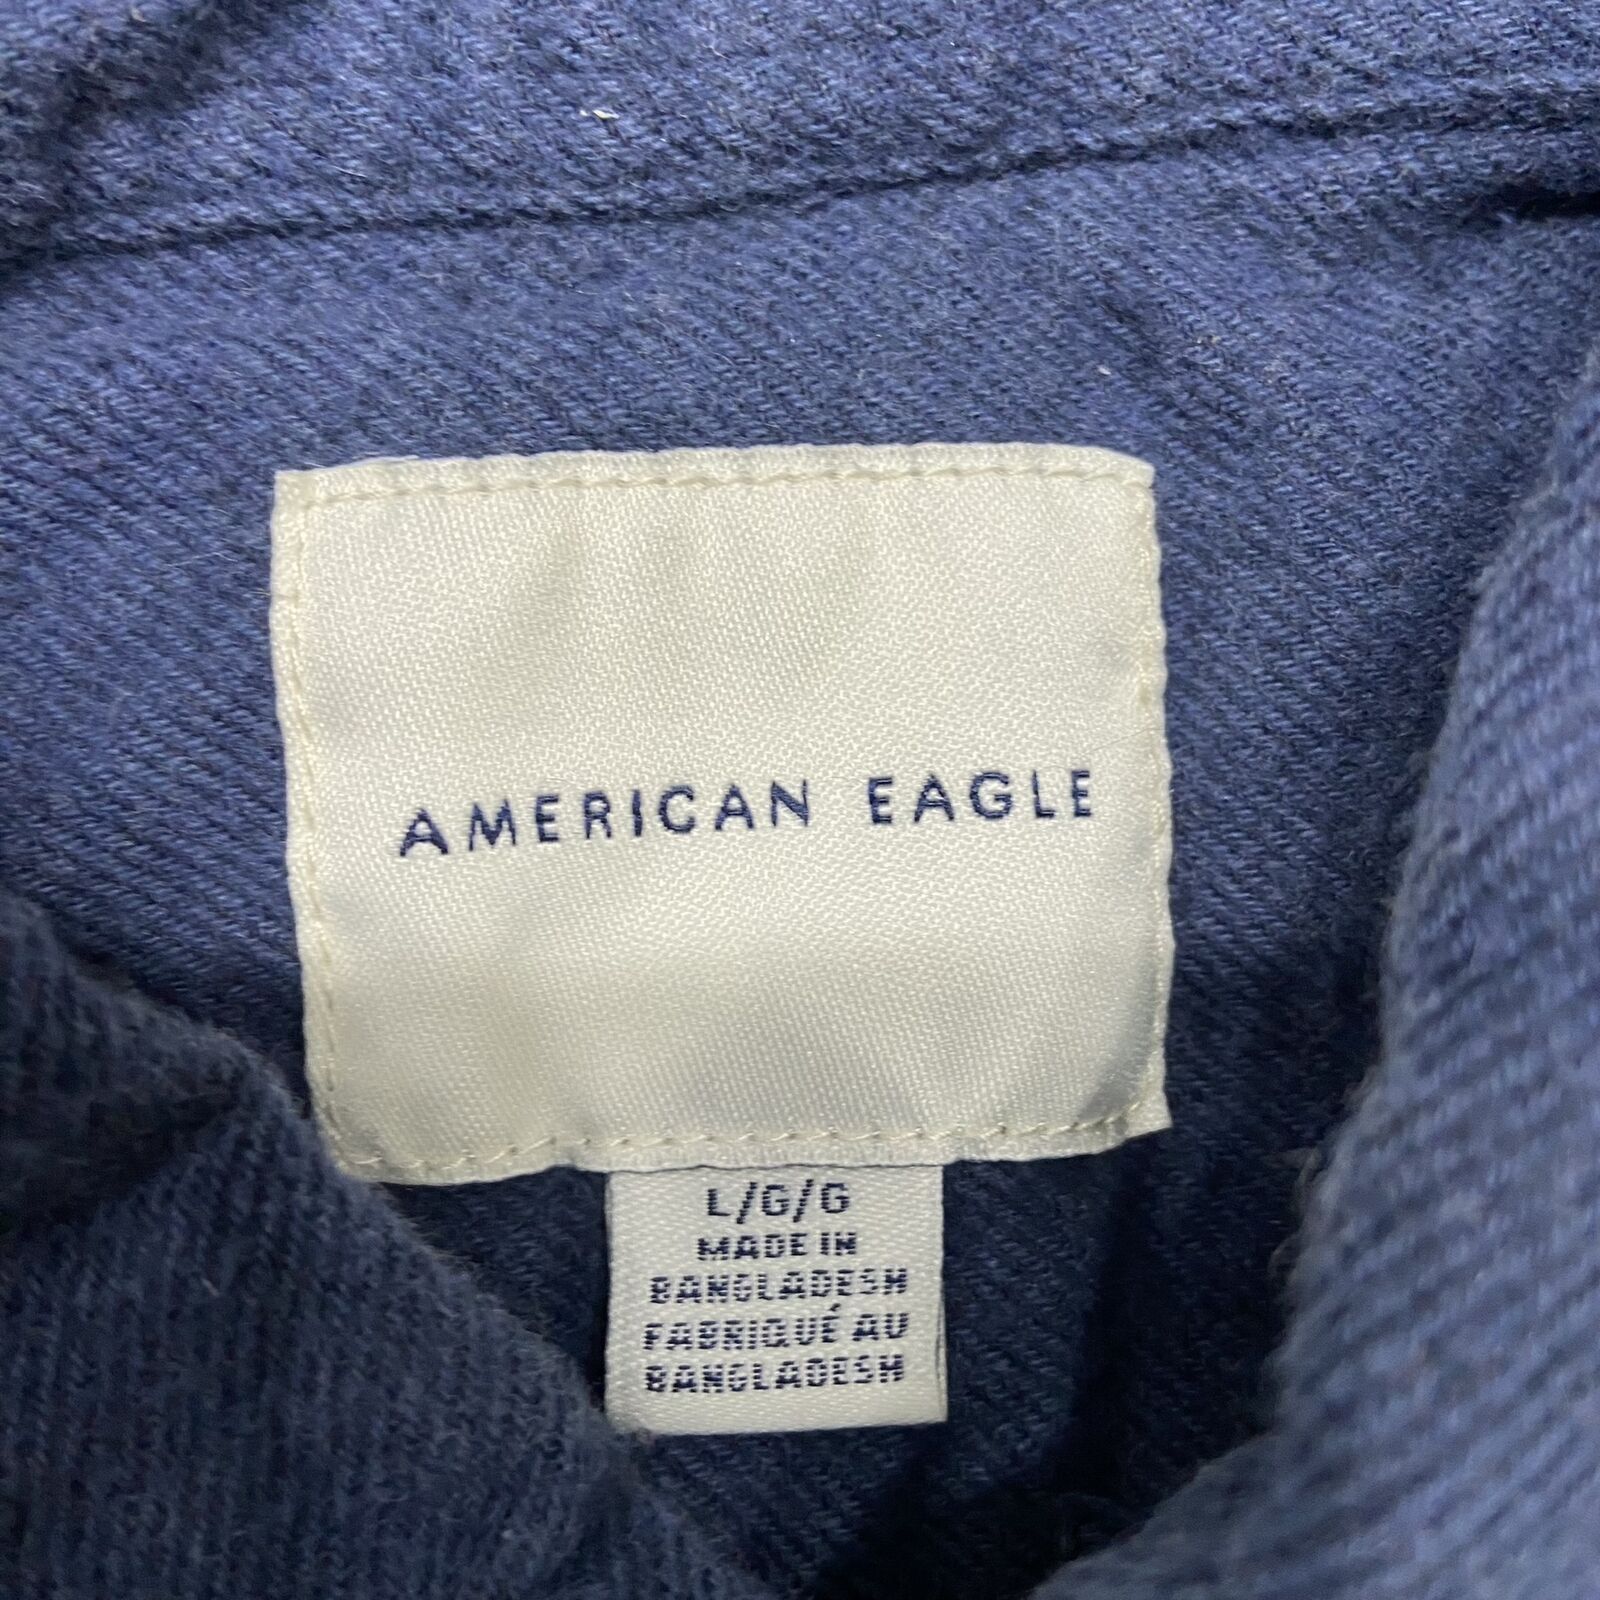 AMERICAN EAGLE
L/G/G
MADE IN
BANGLADESH
FABRIQUÉ AU
BANGLADESH